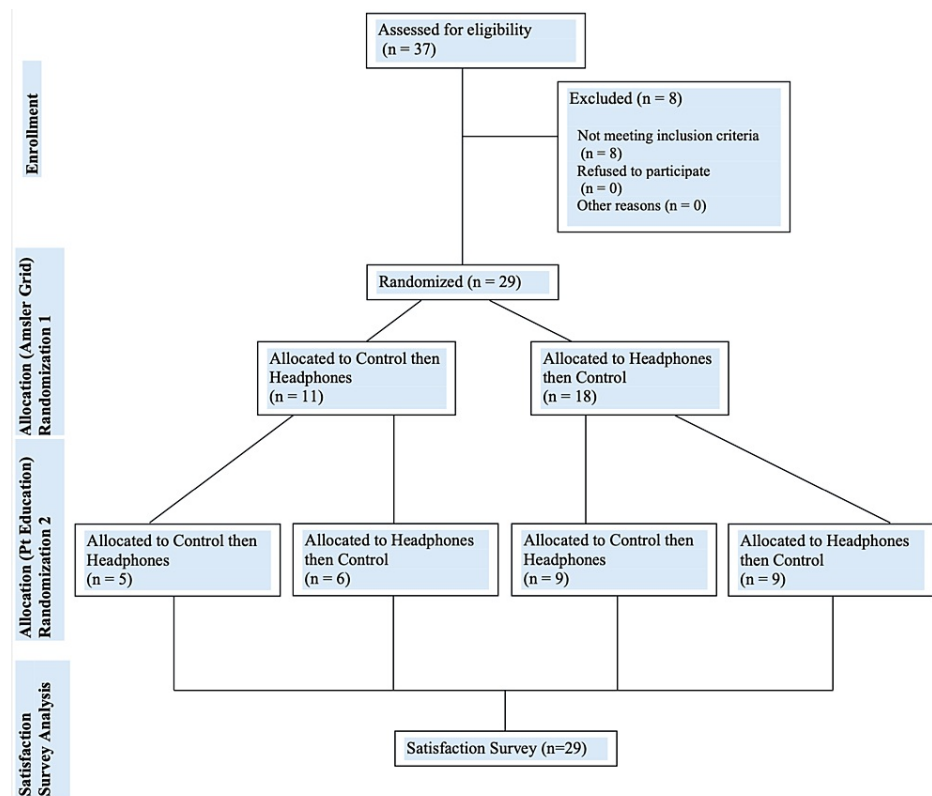 Assessed for eligibility
(n = 37)
Enrollment
Excluded (n = 8)
Not meeting inclusion criteria
(n = 8)
Refused to participate
(n = 0)
Other reasons (n = 0)
Randomized (n = 29)
Allocation (Amsler Grid)
Randomization 1
Allocated to Control then
Headphones
(n = 11)
Allocated to Headphones
then Control
(n = 18)
Allocation (Pt Education)
Randomization 2
Allocated to Control then
Headphones
(n = 5)
Allocated to Headphones
then Control
(n = 6)
Allocated to Control then
Headphones
(n = 9)
Allocated to Headphones
then Control
(n = 9)
Satisfaction
Survey Analysis
Satisfaction Survey (n=29)